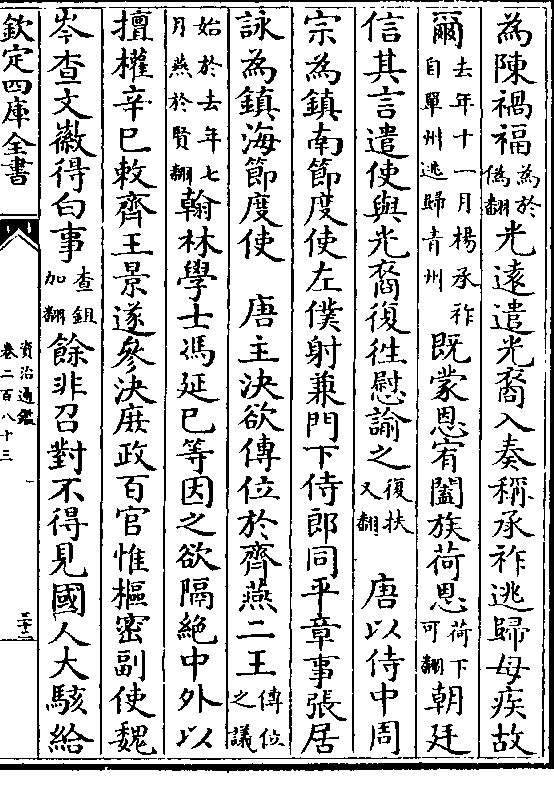 為陳禍福為於偽翻光遠遣光裔入奏稱承祚逃歸母疾故
爾去年十一月楊承祚自單州逃歸青州既蒙恩宥闔族荷恩荷下可翻朝廷
信其言遣使與光裔復徃慰諭之復扶又翻　唐以侍中周
宗為鎮南節度使左僕射兼門下侍郎同平章事張居
詠為鎮海節度使　唐主決欲傳位於齊燕二王傳位之議
始於去年七月燕於賢翻翰林學士馮延巳等因之欲隔絶中外以
擅權辛巳敕齊王景遂參決庶政百官惟樞密副使魏
岑查文徽得白事查鉏加翻餘非召對不得見國人大駭給
欽定四庫全書
資治通鑑
卷二百八十三
三十二